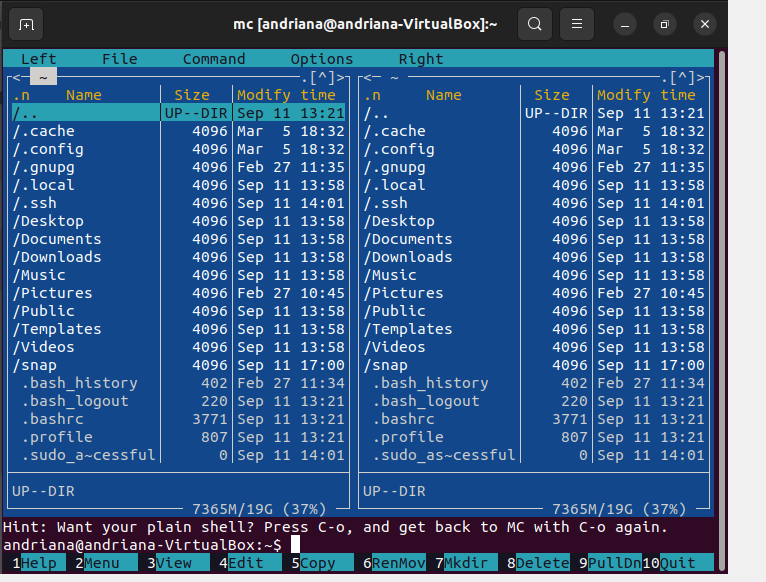 mc [andriana@andriana-VirtualBox]:~
Left File Command Options Right
<─ ~ ─.[^]>
<─ ~ ─.[^]>
.n Name Size Modify time .n Name Size Modify time
/.. UP--DIR Sep 11 13:21 /.. UP--DIR Sep 11 13:21
/.cache 4096 Mar 5 18:32 /.cache 4096 Mar 5 18:32
/.config 4096 Mar 5 18:32 /.config 4096 Mar 5 18:32
/.gnupg 4096 Feb 27 11:35 /.gnupg 4096 Feb 27 11:35
/.local 4096 Sep 11 13:58 /.local 4096 Sep 11 13:58
/.ssh 4096 Sep 11 14:01 /.ssh 4096 Sep 11 14:01
/Desktop 4096 Sep 11 13:58 /Desktop 4096 Sep 11 13:58
/Documents 4096 Sep 11 13:58 /Documents 4096 Sep 11 13:58
/Downloads 4096 Sep 11 13:58 /Downloads 4096 Sep 11 13:58
/Music 4096 Sep 11 13:58 /Music 4096 Sep 11 13:58
/Pictures 4096 Feb 27 10:45 /Pictures 4096 Feb 27 10:45
/Public 4096 Sep 11 13:58 /Public 4096 Sep 11 13:58
/Templates 4096 Sep 11 13:58 /Templates 4096 Sep 11 13:58
/Videos 4096 Sep 11 13:58 /Videos 4096 Sep 11 13:58
/snap 4096 Sep 11 17:00 /snap 4096 Sep 11 17:00
.bash_history 402 Feb 27 11:34 .bash_history 402 Feb 27 11:34
.bash_logout 220 Sep 11 13:21 .bash_logout 220 Sep 11 13:21
.bashrc 3771 Sep 11 13:21 .bashrc 3771 Sep 11 13:21
.profile 807 Sep 11 13:21 .profile 807 Sep 11 13:21
.sudo_a~cessful 0 Sep 11 14:01 .sudo_as~cessful 0 Sep 11 14:01
UP--DIR UP--DIR
7365M/19G (37%) 7365M/19G (37%)
Hint: Want your plain shell? Press C-o, and get back to MC with C-o again.
andriana@andriana-VirtualBox:~$
1Help 2Menu 3View 4Edit 5Copy 6RenMov 7Mkdir 8Delete 9PullDn 10Quit